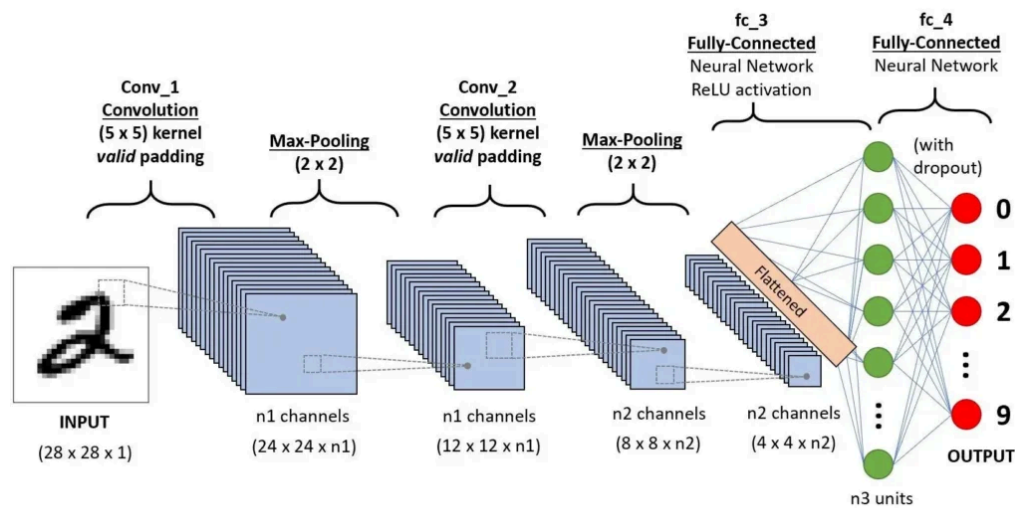 fc_3
Fully-Connected
Neural Network
ReLU activation
fc_4
Fully-Connected
Neural Network
Conv_1
Convolution
(5 x 5) kernel
valid padding
Max-Pooling
(2 x 2)
Conv_2
Convolution
(5 x 5) kernel
valid padding
Max-Pooling
(2 x 2)
(with
dropout)
Flattened
0
1
2
9
INPUT
(28 x 28 x 1)
n1 channels
(24 x 24 x n1)
n1 channels
(12 x 12 x n1)
n2 channels
(8 x 8 x n2)
n2 channels
(4 x 4 x n2)
OUTPUT
n3 units